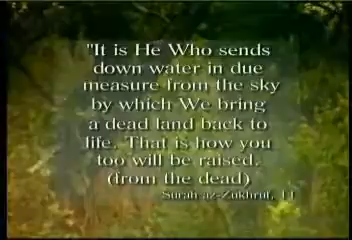 "It is He Who sends
down water in due
measure from the sky
by which We bring
a dead land back to
life. That is how you
too will be raised.
(from the dead)
Surah az-Zukhruf, 11